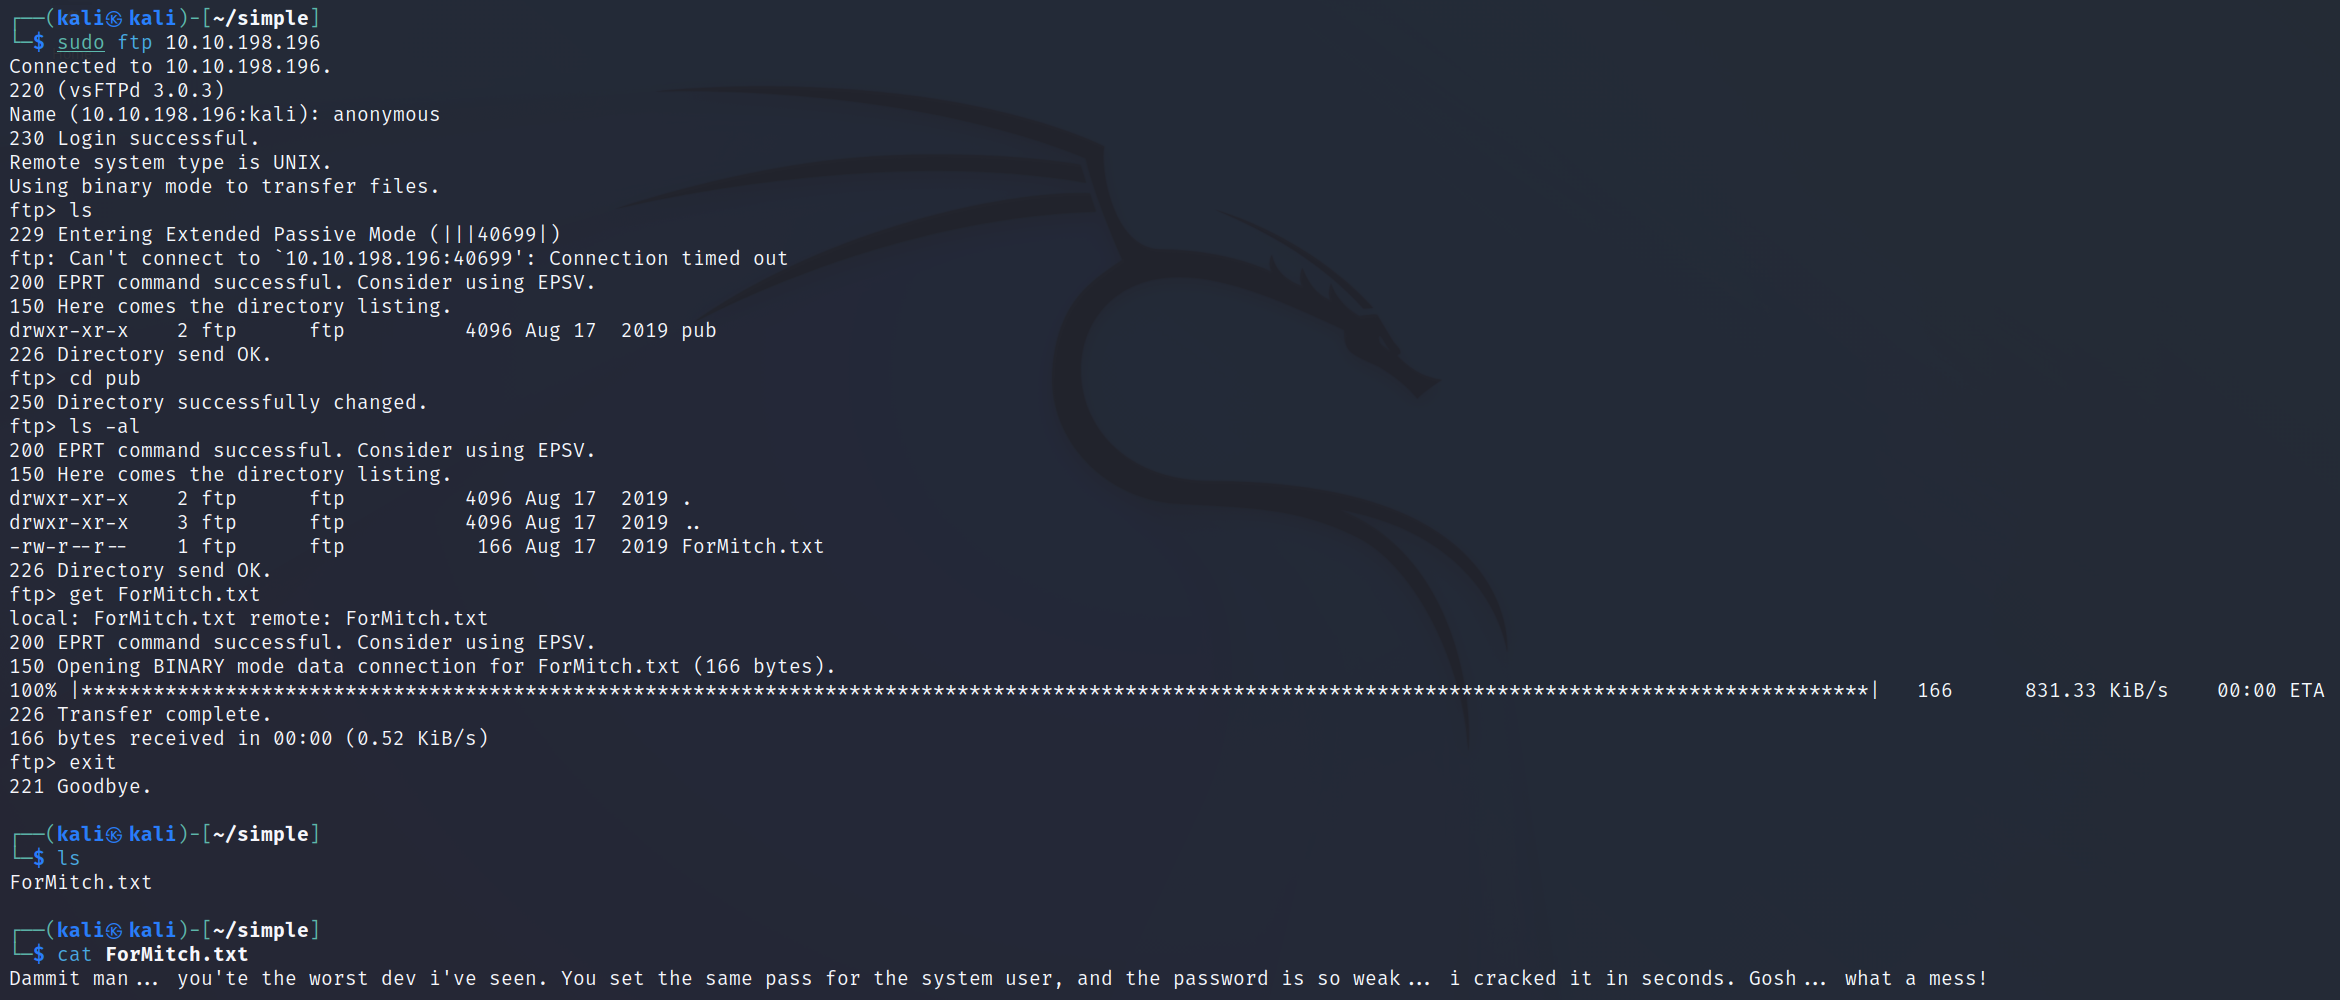 ┌──(kali㉿kali)-[~/simple]
└─$ sudo ftp 10.10.198.196
Connected to 10.10.198.196.
220 (vsFTPd 3.0.3)
Name (10.10.198.196:kali): anonymous
230 Login successful.
Remote system type is UNIX.
Using binary mode to transfer files.
ftp> ls
229 Entering Extended Passive Mode (|||40699|)
ftp: Can't connect to `10.10.198.196:40699': Connection timed out
200 EPRT command successful. Consider using EPSV.
150 Here comes the directory listing.
drwxr-xr-x    2 ftp      ftp          4096 Aug 17  2019 pub
226 Directory send OK.
ftp> cd pub
250 Directory successfully changed.
ftp> ls -al
200 EPRT command successful. Consider using EPSV.
150 Here comes the directory listing.
drwxr-xr-x    2 ftp      ftp          4096 Aug 17  2019 .
drwxr-xr-x    3 ftp      ftp          4096 Aug 17  2019 ..
-rw-r--r--    1 ftp      ftp           166 Aug 17  2019 ForMitch.txt
226 Directory send OK.
ftp> get ForMitch.txt
local: ForMitch.txt remote: ForMitch.txt
200 EPRT command successful. Consider using EPSV.
150 Opening BINARY mode data connection for ForMitch.txt (166 bytes).
100% |*****************************************************************************************************************************************************|   166      831.33 KiB/s    00:00 ETA
226 Transfer complete.
166 bytes received in 00:00 (0.52 KiB/s)
ftp> exit
221 Goodbye.
┌──(kali㉿kali)-[~/simple]
└─$ ls
ForMitch.txt
┌──(kali㉿kali)-[~/simple]
└─$ cat ForMitch.txt
Dammit man... you'te the worst dev i've seen. You set the same pass for the system user, and the password is so weak... i cracked it in seconds. Gosh... what a mess!